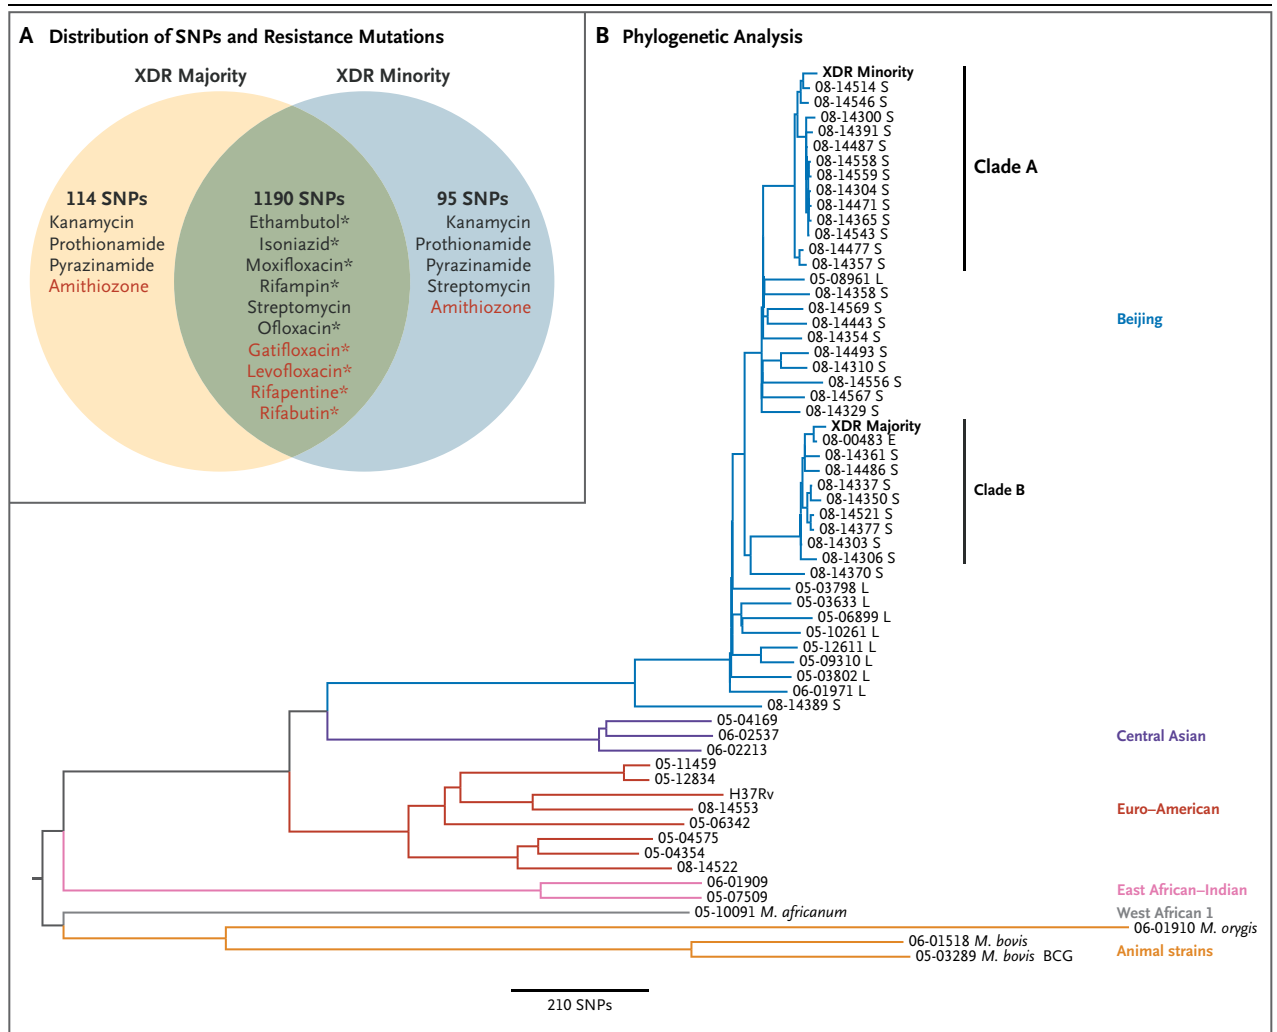 A Distribution of SNPs and Resistance Mutations
XDR Majority
XDR Minority
114 SNPs
Kanamycin
Prothionamide
Pyrazinamide
Amithiozone
1190 SNPs
Ethambutol*
Isoniazid*
Moxifloxacin*
Rifampin*
Streptomycin
Ofloxacin*
Gatifloxacin*
Levofloxacin*
Rifapentine*
Rifabutin*
95 SNPs
Kanamycin
Prothionamide
Pyrazinamide
Streptomycin
Amithiozone
B Phylogenetic Analysis
XDR Minority
08-14514 S
08-14546 S
08-14300 S
08-14391 S
08-14487 S
08-14558 S
08-14559 S
08-14304 S
08-14471 S
08-14365 S
08-14543 S
08-14477 S
08-14357 S
05-08961 L
08-14358 S
08-14569 S
08-14443 S
08-14354 S
08-14493 S
08-14310 S
08-14556 S
08-14567 S
08-14329 S
XDR Majority
08-00483 E
08-14361 S
08-14486 S
08-14337 S
08-14350 S
08-14521 S
08-14377 S
08-14303 S
08-14306 S
08-14370 S
05-03798 L
05-03633 L
05-06899 L
05-10261 L
05-12611 L
05-09310 L
05-03802 L
06-01971 L
08-14389 S
05-04169
06-02537
06-02213
05-11459
05-12834
H37Rv
08-14553
05-06342
05-04575
05-04354
08-14522
06-01909
05-07509
05-10091 M. africanum
06-01910 M. orygis
06-01518 M. bovis
05-03289 M. bovis BCG
Clade A
Clade B
Beijing
Central Asian
Euro–American
East African–Indian
West African 1
Animal strains
210 SNPs